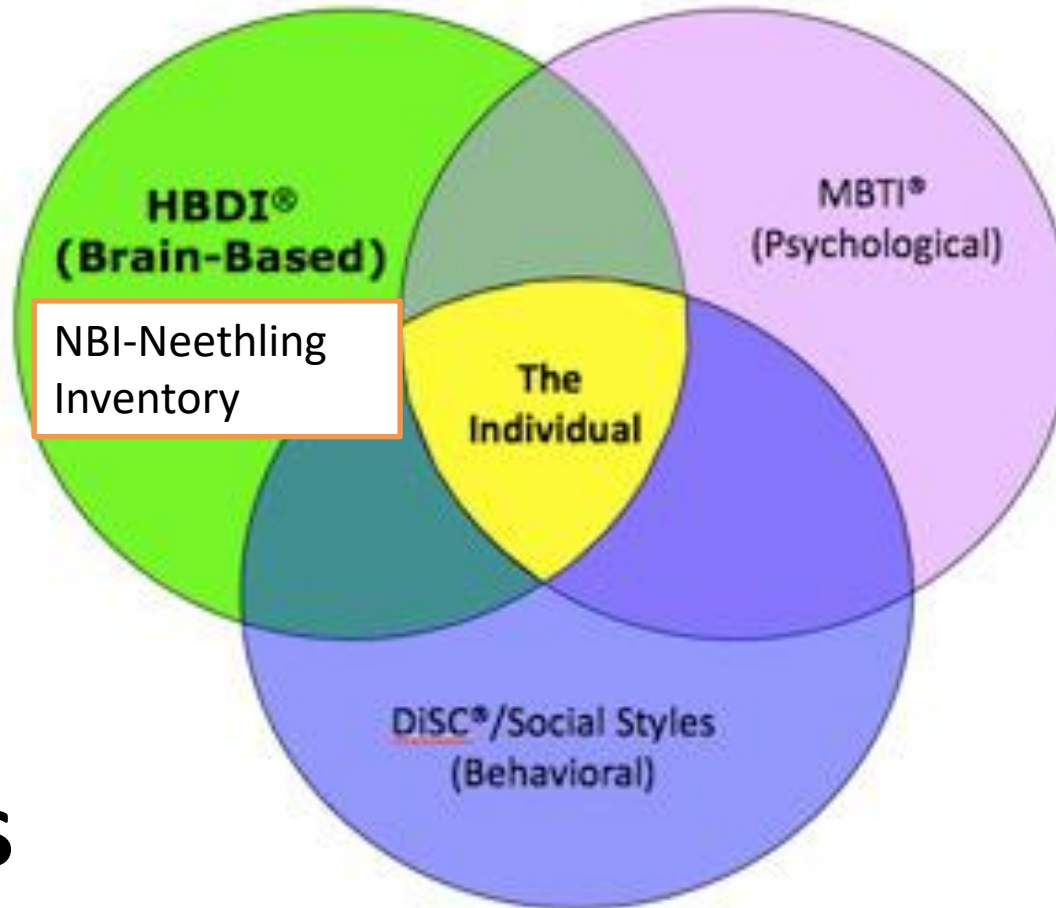 HBDI®
(Brain-Based)
MBTI®
(Psychological)
NBI-Neethling
Inventory
The
Individual
DiSC®/Social Styles
(Behavioral)
s